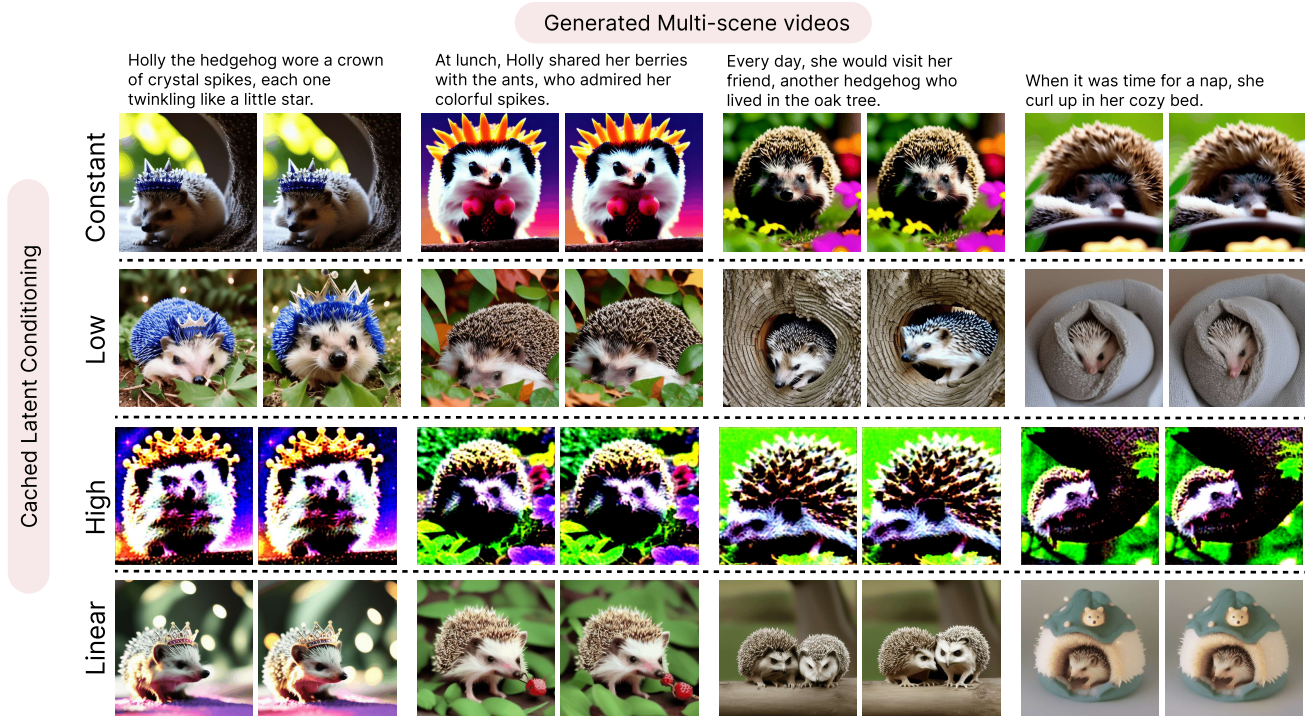 Generated Multi-scene videos
Holly the hedgehog wore a crown
of crystal spikes, each one
twinkling like a little star.
At lunch, Holly shared her berries
with the ants, who admired her
colorful spikes.
Every day, she would visit her
friend, another hedgehog who
lived in the oak tree.
When it was time for a nap, she
curl up in her cozy bed.
Cached Latent Conditioning
Constant
Low
High
Linear